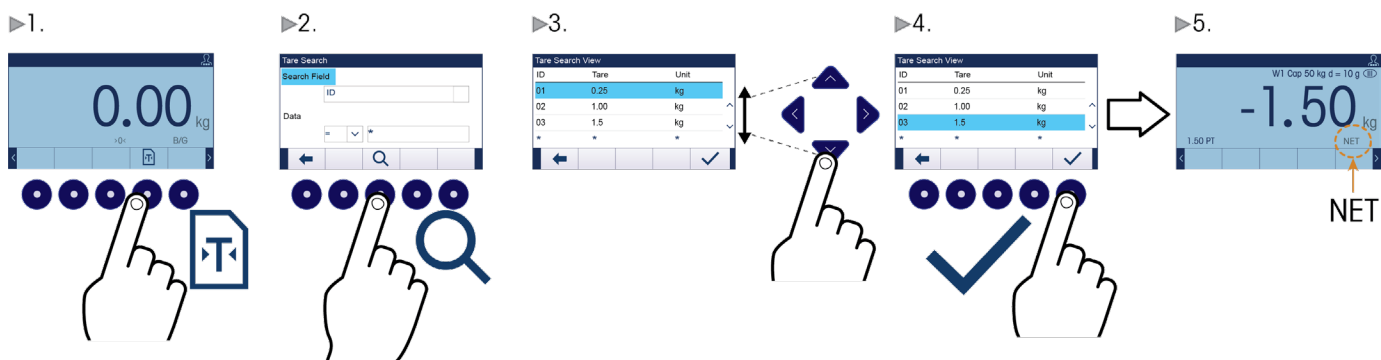 1.
0.00 kg
>0<
B/G
T
2.
Tare Search
Search Field
ID
Data
= *
3.
Tare Search View
ID Tare Unit
01 0.25 kg
02 1.00 kg
03 1.5 kg
* * *
4.
Tare Search View
ID Tare Unit
01 0.25 kg
02 1.00 kg
03 1.5 kg
* * *
5.
W1 Cap 50 kg d = 10 g
-1.50 kg
1.50 PT
NET
NET